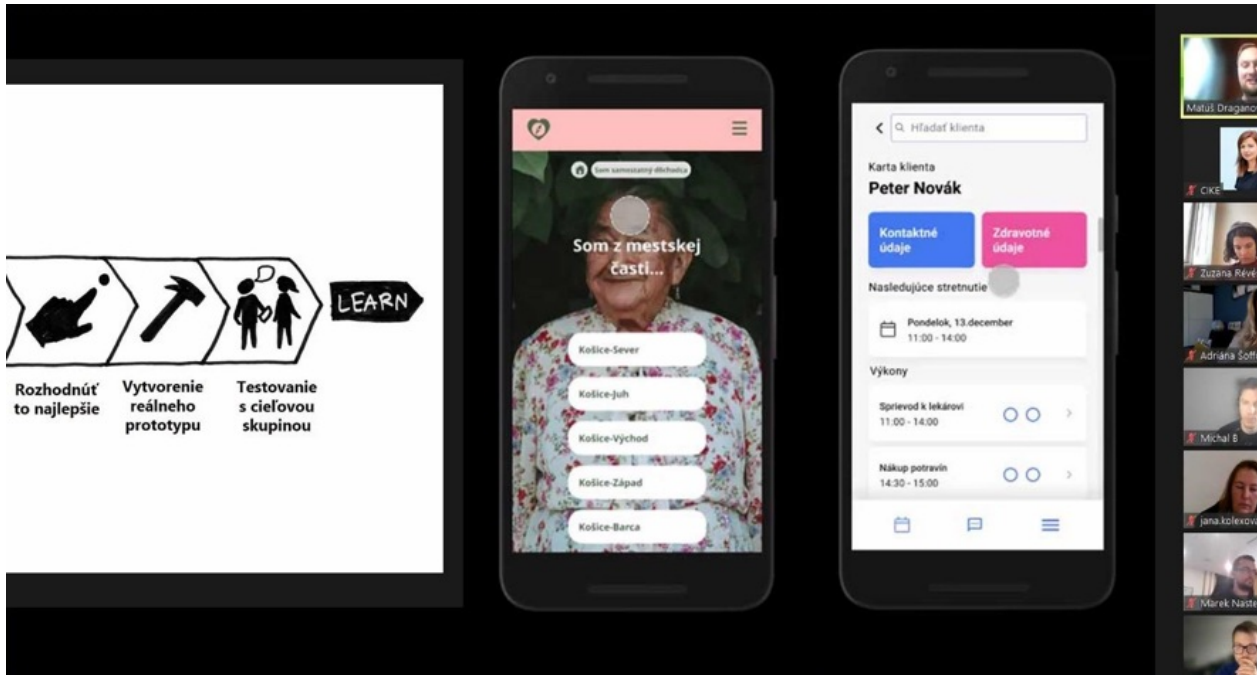 Rozhodnúť
to najlepšie
Vytvorenie
reálneho
prototypu
Testovanie
s cieľovou
skupinou
LEARN
Som samostatný dôchodca
Som z mestskej
časti...
Košice-Sever
Košice-Juh
Košice-Východ
Košice-Západ
Košice-Barca
Hľadať klienta
Karta klienta
Peter Novák
Kontaktné
údaje
Zdravotné
údaje
Nasledujúce stretnutie
Pondelok, 13.december
11:00 - 14:00
Výkony
Sprievod k lekárovi
11:00 - 14:00
Nákup potravín
14:30 - 15:00
Matúš Dragano
CIKE
Zuzana Révé
Adriána Šoff
Michal B
jana.kolexova
Marek Naste